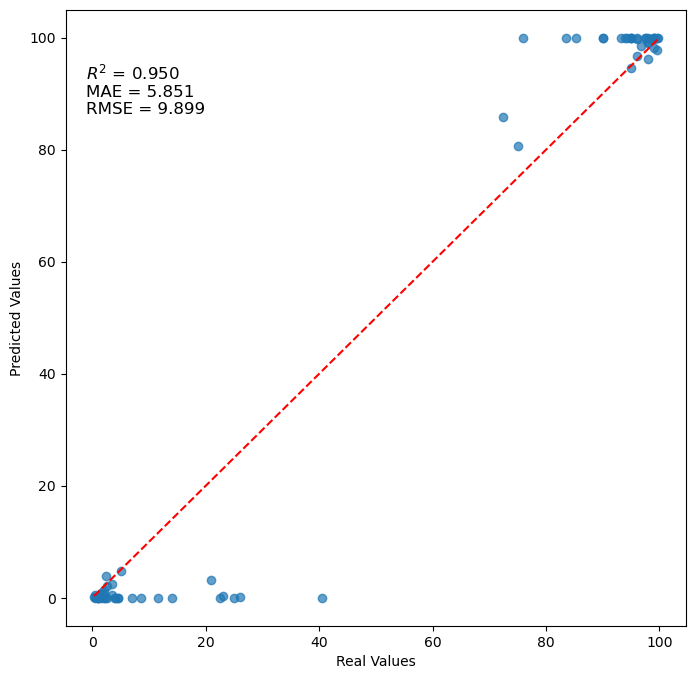 R² = 0.950
MAE = 5.851
RMSE = 9.899
100
80
60
40
20
0
Predicted Values
0 20 40 60 80 100
Real Values